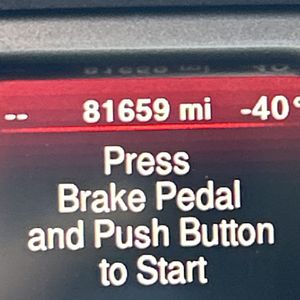 -- 81659 mi -40°
Press
Brake Pedal
and Push Button
to Start